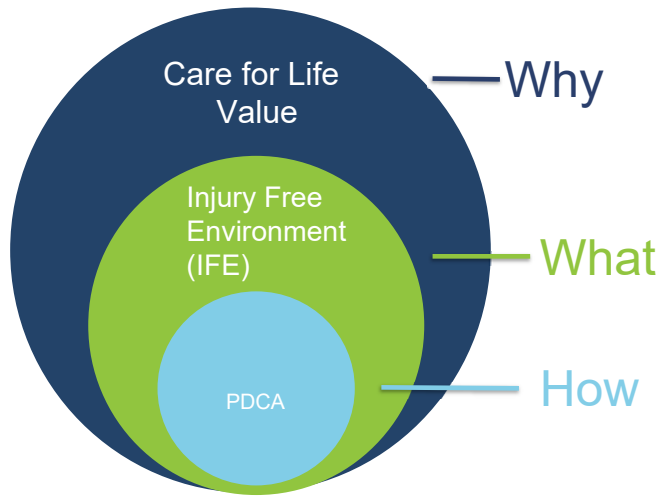 Care for Life
Value
Why
Injury Free
Environment
(IFE)
What
How
PDCA